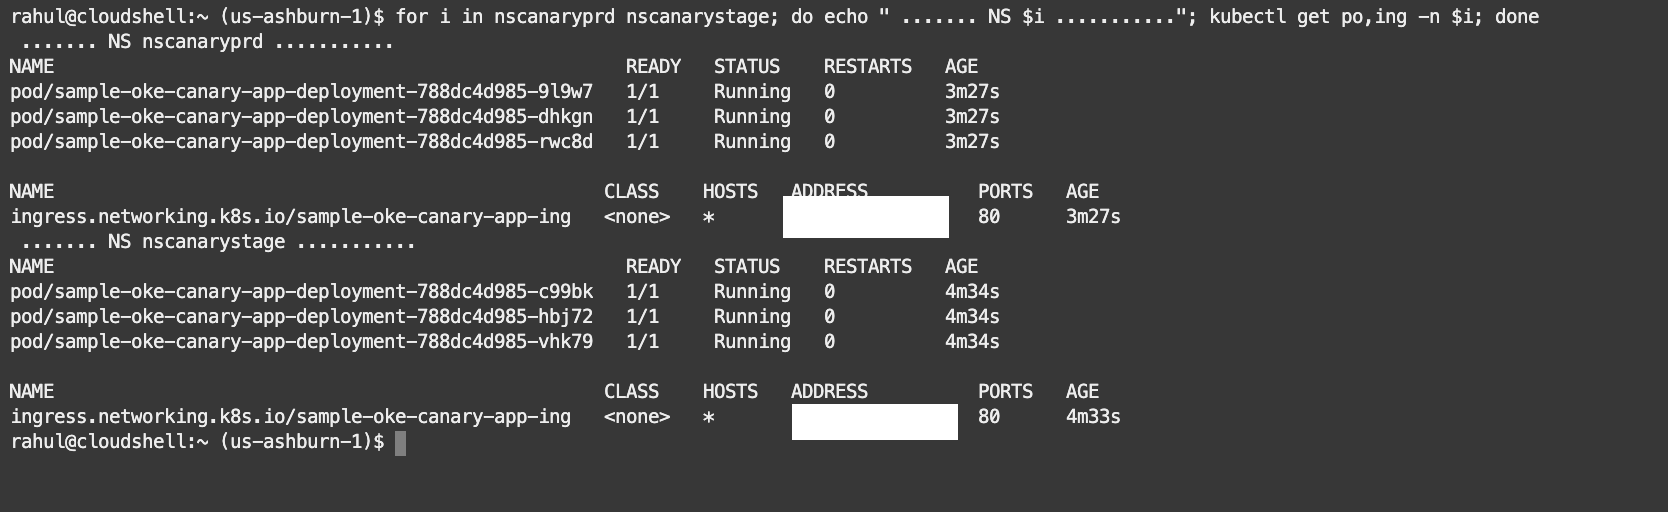 rahul@cloudshell:~ (us-ashburn-1)$ for i in nscanaryprd nscanarystage; do echo " ....... NS $i ..........."; kubectl get po,ing -n $i; done
 ....... NS nscanaryprd ...........
NAME READY STATUS RESTARTS AGE
pod/sample-oke-canary-app-deployment-788dc4d985-9l9w7 1/1 Running 0 3m27s
pod/sample-oke-canary-app-deployment-788dc4d985-dhkgn 1/1 Running 0 3m27s
pod/sample-oke-canary-app-deployment-788dc4d985-rwc8d 1/1 Running 0 3m27s
NAME CLASS HOSTS ADDRESS PORTS AGE
ingress.networking.k8s.io/sample-oke-canary-app-ing <none> * 80 3m27s
 ....... NS nscanarystage ...........
NAME READY STATUS RESTARTS AGE
pod/sample-oke-canary-app-deployment-788dc4d985-c99bk 1/1 Running 0 4m34s
pod/sample-oke-canary-app-deployment-788dc4d985-hbj72 1/1 Running 0 4m34s
pod/sample-oke-canary-app-deployment-788dc4d985-vhk79 1/1 Running 0 4m34s
NAME CLASS HOSTS ADDRESS PORTS AGE
ingress.networking.k8s.io/sample-oke-canary-app-ing <none> * 80 4m33s
rahul@cloudshell:~ (us-ashburn-1)$